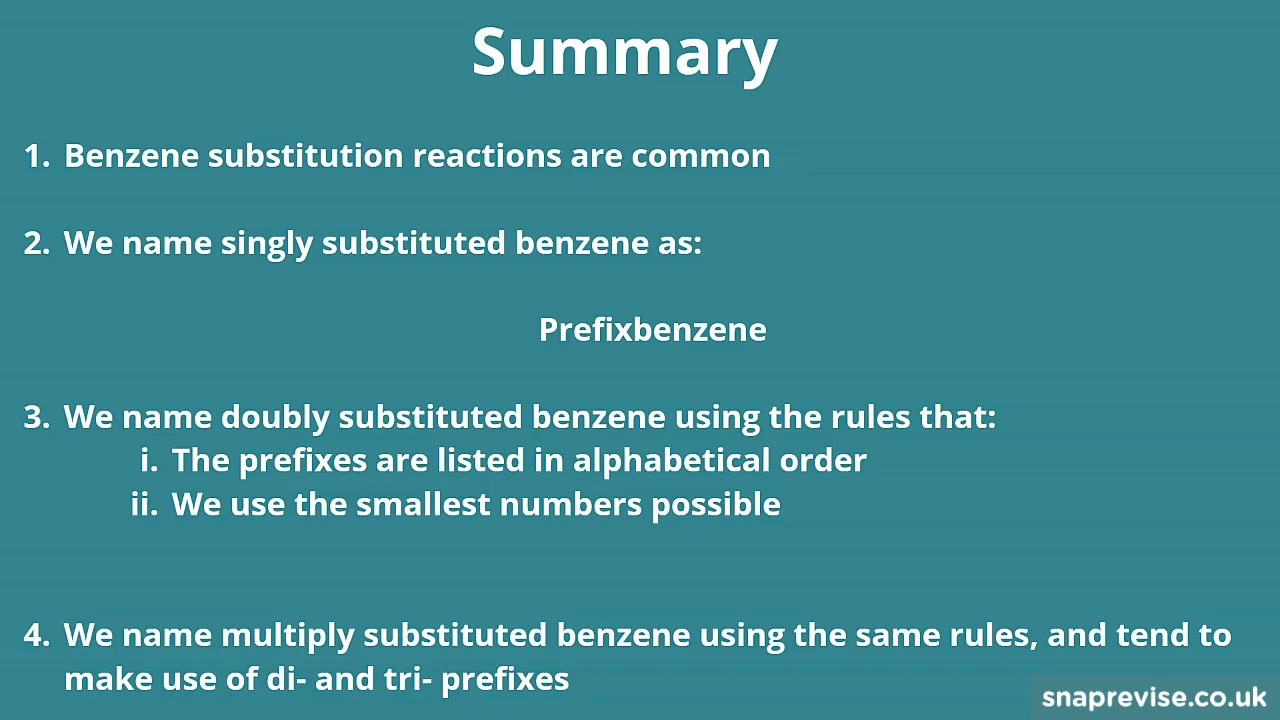 Summary
1. Benzene substitution reactions are common
2. We name singly substituted benzene as:
Prefixbenzene
3. We name doubly substituted benzene using the rules that:
i. The prefixes are listed in alphabetical order
ii. We use the smallest numbers possible
4. We name multiply substituted benzene using the same rules, and tend to
make use of di- and tri- prefixes
snaprevise.co.uk